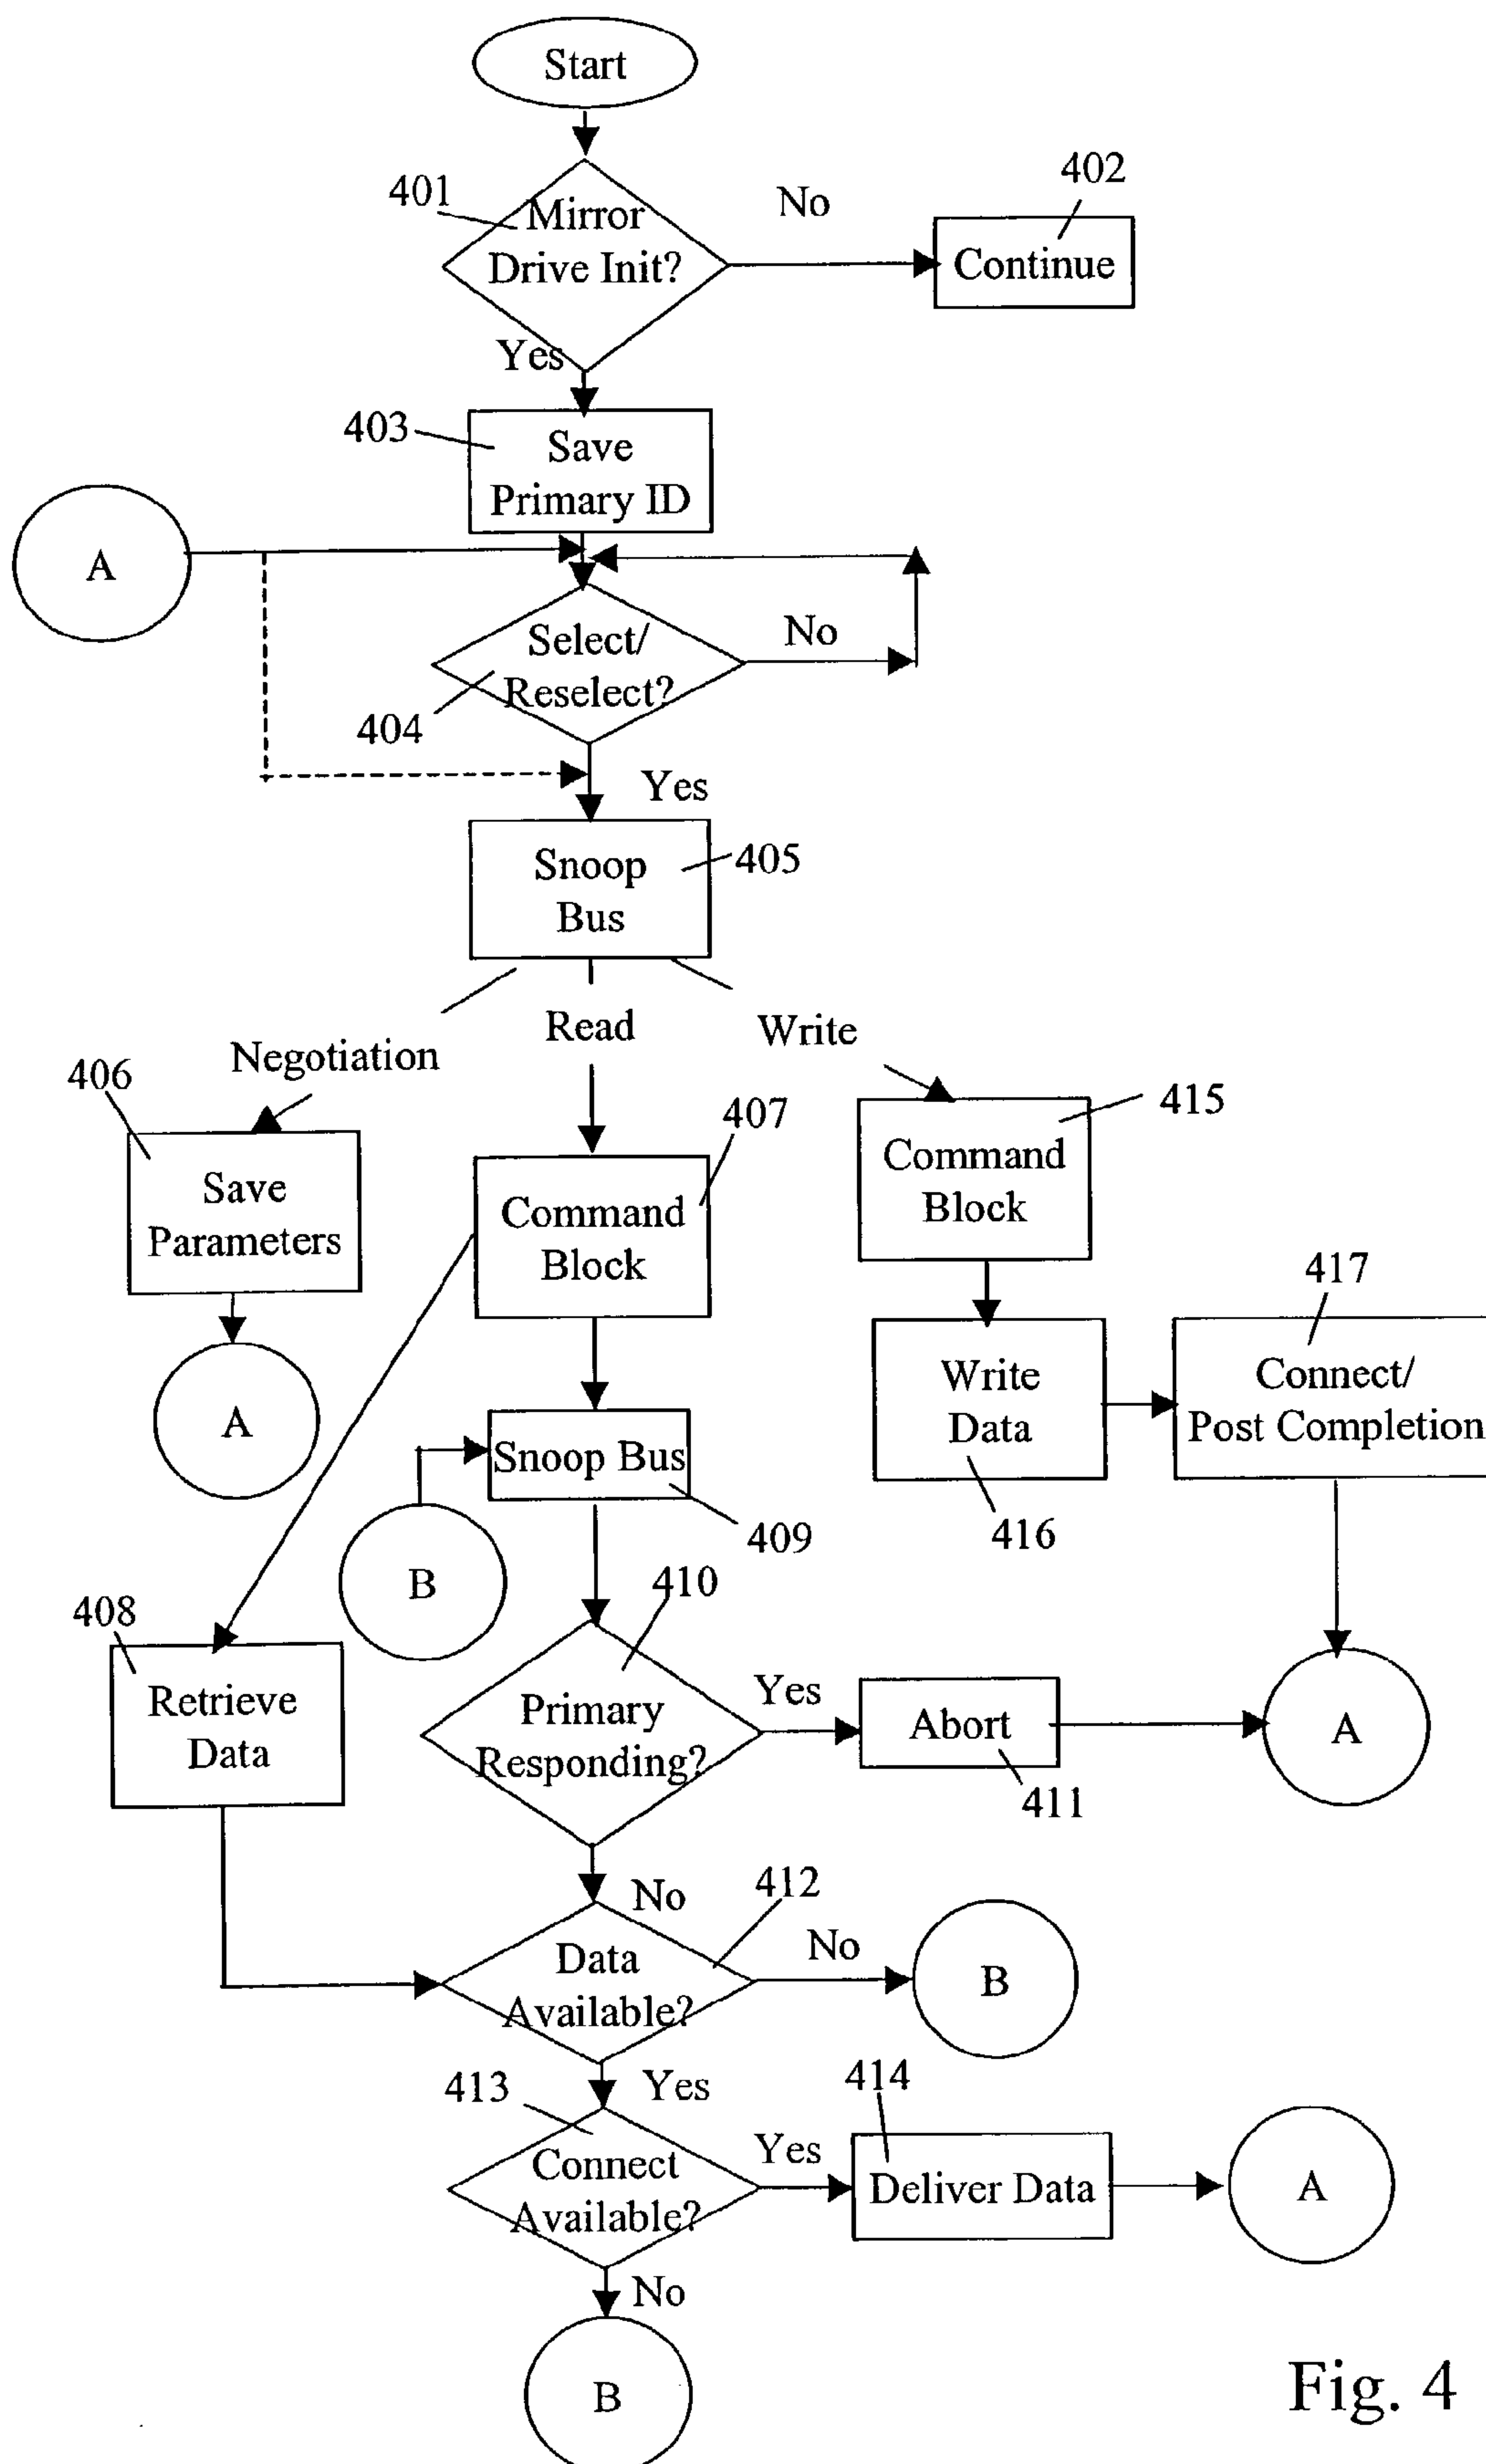 Start
401
Mirror
Drive Init?
No
402
Continue
Yes
403
Save
Primary ID
A
Select/
Reselect?
No
404
Yes
Snoop
Bus
405
Negotiation
Read
Write
406
Save
Parameters
A
407
Command
Block
415
Command
Block
Write
Data
416
417
Connect/
Post Completion
Snoop Bus
409
B
408
Retrieve
Data
410
Primary
Responding?
Yes
Abort
411
A
No
412
Data
Available?
No
B
413
Yes
Connect
Available?
Yes
414
Deliver Data
A
No
B
Fig. 4